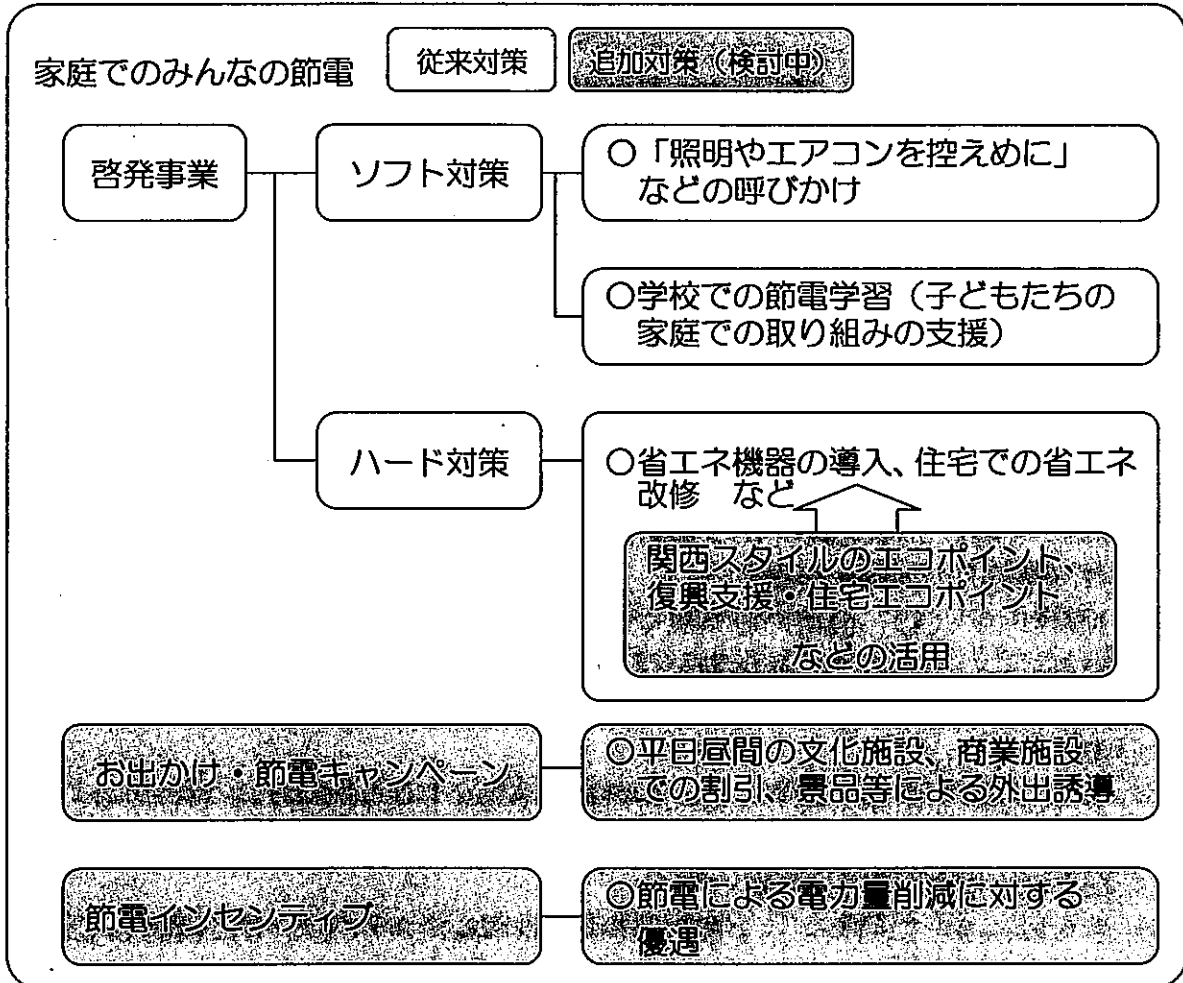 家庭でのみんなの節電
従来対策
追加対策（検討中）
啓発事業
ソフト対策
○「照明やエアコンを控えめに」
などの呼びかけ
○学校での節電学習（子どもたちの
家庭での取り組みの支援）
ハード対策
○省エネ機器の導入、住宅での省エネ
改修　など
関西スタイルのエコポイント、
復興支援・住宅エコポイント
などの活用
お出かけ・節電キャンペーン
○平日昼間の文化施設、商業施設
での割引、景品等による外出誘導
節電インセンティブ
○節電による電力量削減に対する
優遇